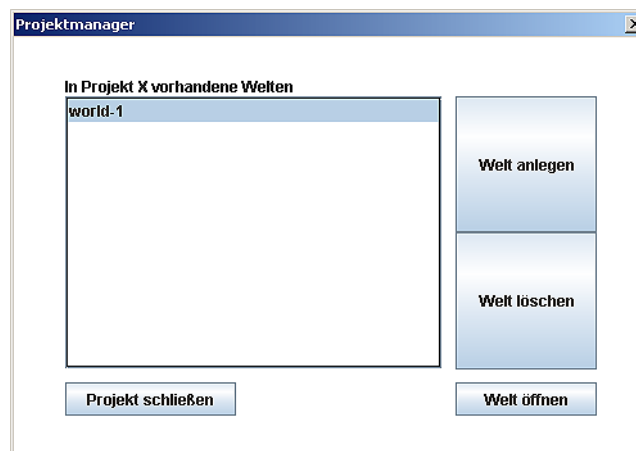 Projektmanager
In Projekt X vorhandene Welten
world-1
Welt anlegen
Welt löschen
Projekt schließen
Welt öffnen